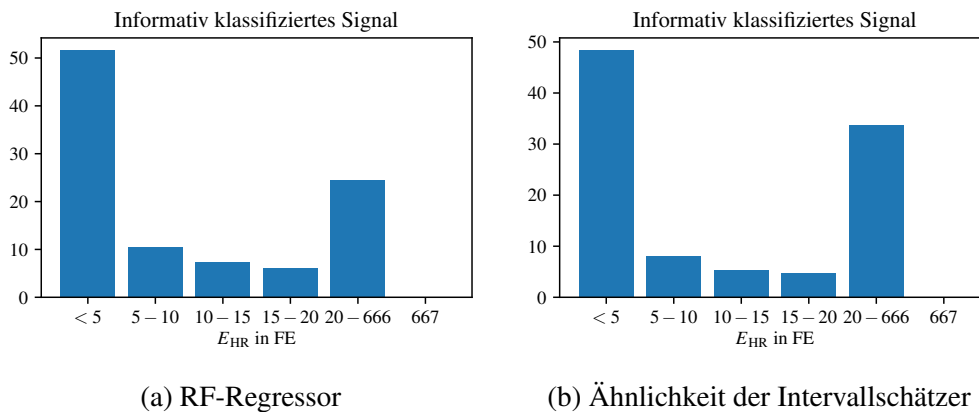 Informativ klassifiziertes Signal
50
40
30
20
10
0
< 5 5 − 10 10 − 15 15 − 20 20 − 666 667
E_HR in FE
(a) RF-Regressor
Informativ klassifiziertes Signal
50
40
30
20
10
0
< 5 5 − 10 10 − 15 15 − 20 20 − 666 667
E_HR in FE
(b) Ähnlichkeit der Intervallschätzer